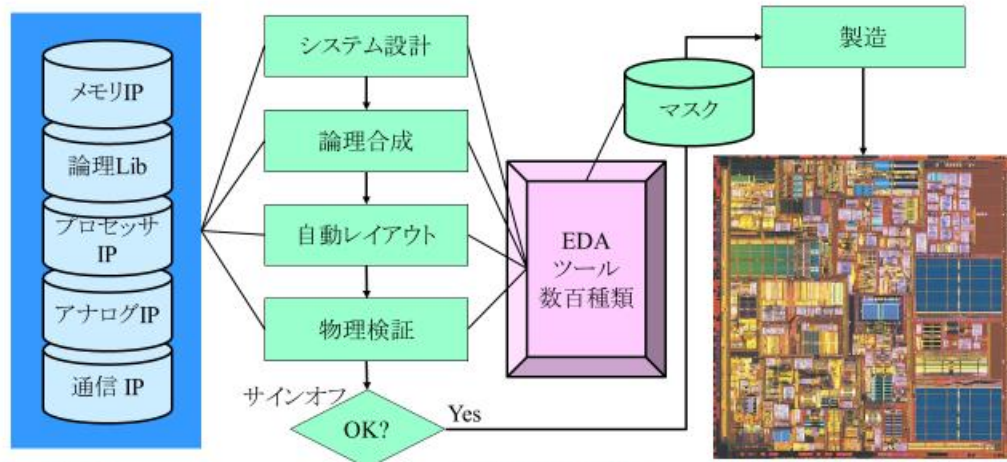 メモリIP
論理Lib
プロセッサ
IP
アナログIP
通信 IP
システム設計
論理合成
自動レイアウト
物理検証
サインオフ
OK?
Yes
EDA
ツール
数百種類
マスク
製造